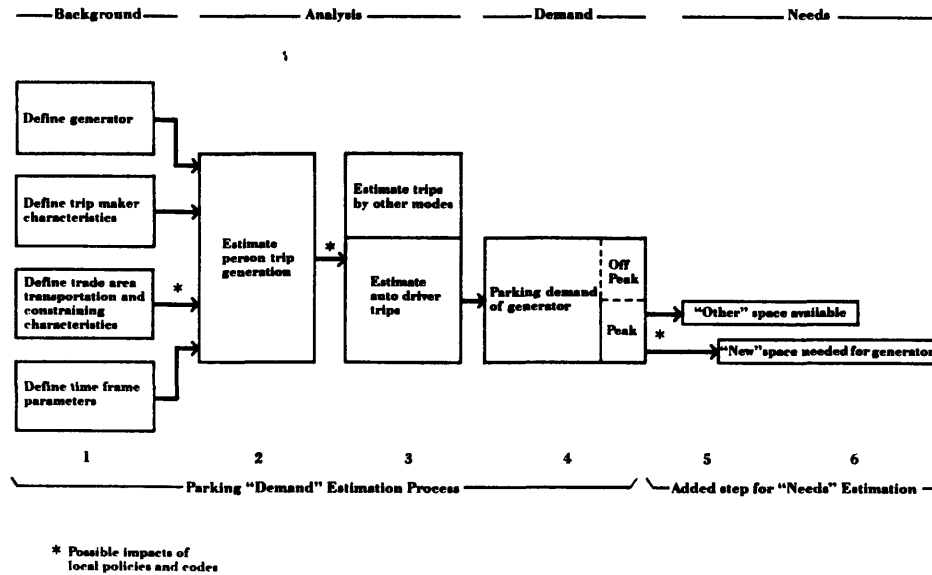 Background
Analysis
Demand
Needs
Define generator
Define trip maker
characteristics
Define trade area
transportation and
constraining
characteristics
*
Define time frame
parameters
Estimate
person trip
generation
*
Estimate trips
by other modes
Estimate
auto driver
trips
Parking demand
of generator
Off
Peak
Peak
*
"Other" space available
"New" space needed for generator
1
2
3
4
5
6
Parking "Demand" Estimation Process
Added step for "Needs" Estimation
* Possible impacts of
local policies and codes